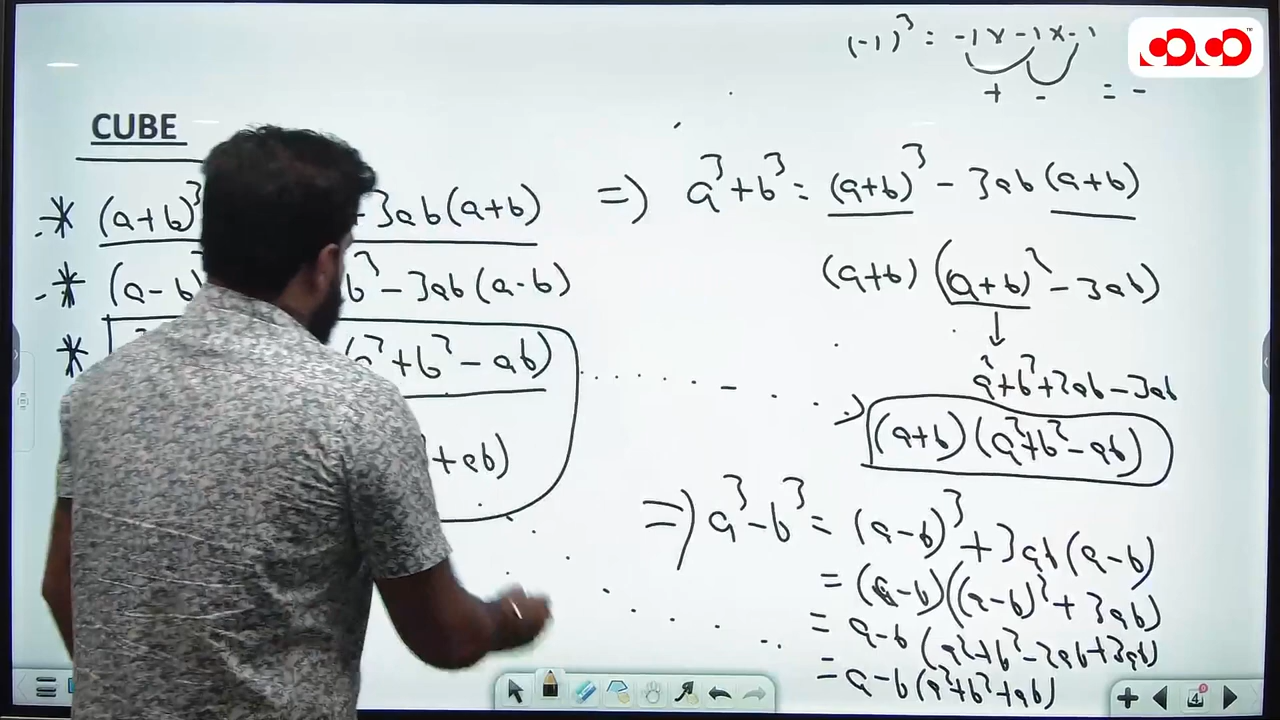 (-1)³ = -1 x -1 x -1
+ - = -
CUBE
* (a+b)³ + 3ab(a+b)
=> a³+b³ = (a+b)³ - 3ab (a+b)
* (a-b) b³ - 3ab (a-b)
(a+b) ((a+b)² - 3ab)
* a² + b² - ab)
a²+b²+2ab-3ab
(a+b) (a²+b²-ab)
+ab)
=> a³-b³ = (a-b)³ + 3ab(a-b)
= (a-b)((a-b)² + 3ab)
= a-b (a²+b²-2ab+3ab)
= a-b (a²+b²+ab)
4